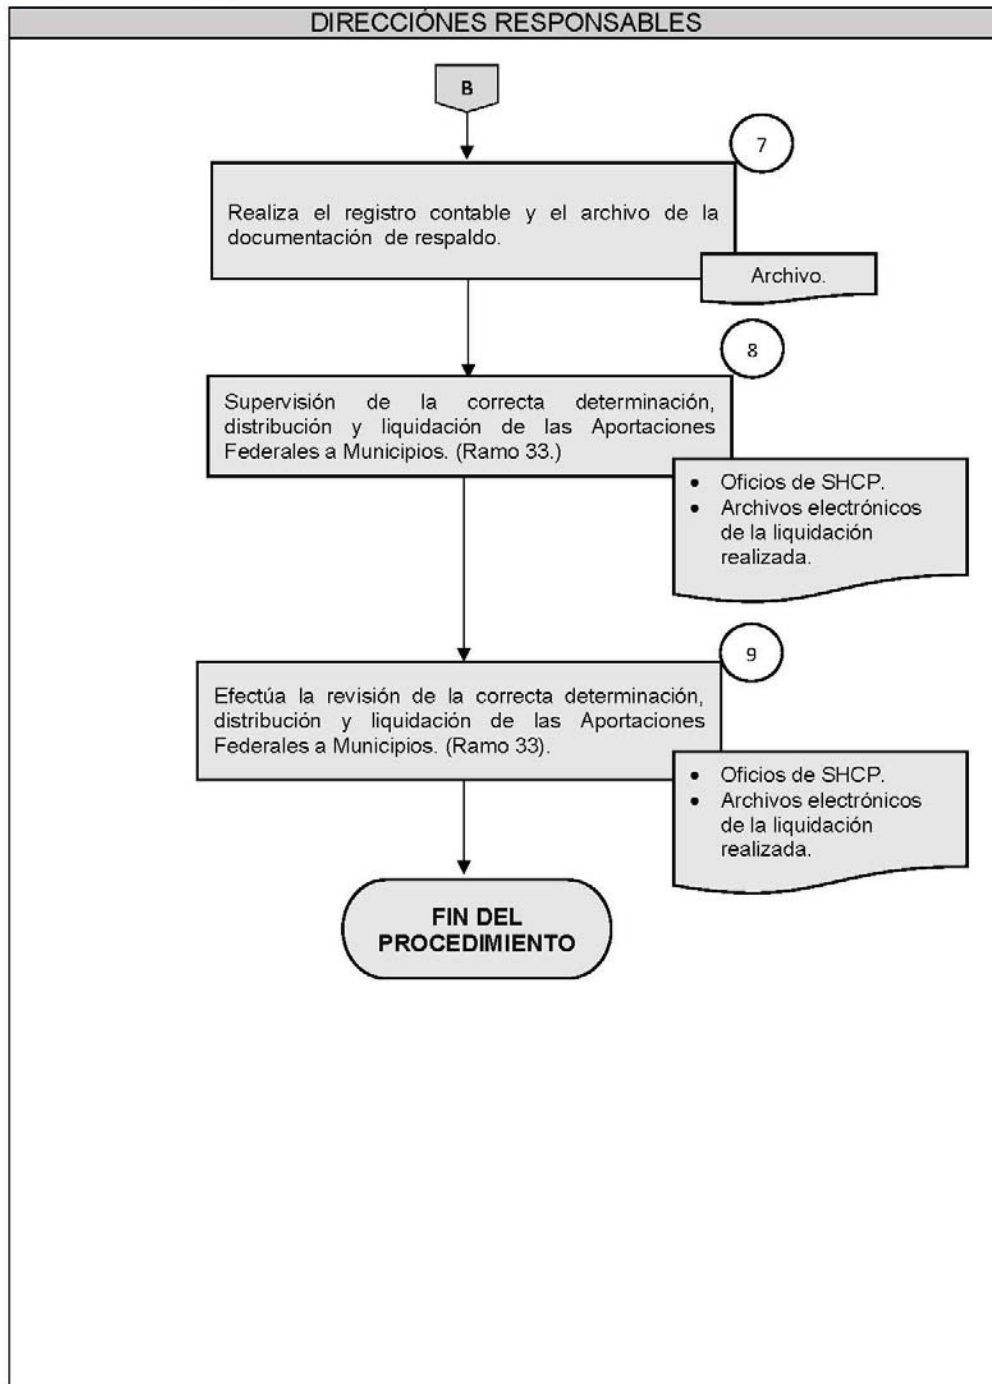 DIRECCIÓNES RESPONSABLES
B
7
Realiza el registro contable y el archivo de la
documentación de respaldo.
Archivo.
8
Supervisión de la correcta determinación,
distribución y liquidación de las Aportaciones
Federales a Municipios. (Ramo 33.)
• Oficios de SHCP.
• Archivos electrónicos
de la liquidación
realizada.
9
Efectúa la revisión de la correcta determinación,
distribución y liquidación de las Aportaciones
Federales a Municipios. (Ramo 33).
• Oficios de SHCP.
• Archivos electrónicos
de la liquidación
realizada.
FIN DEL
PROCEDIMIENTO